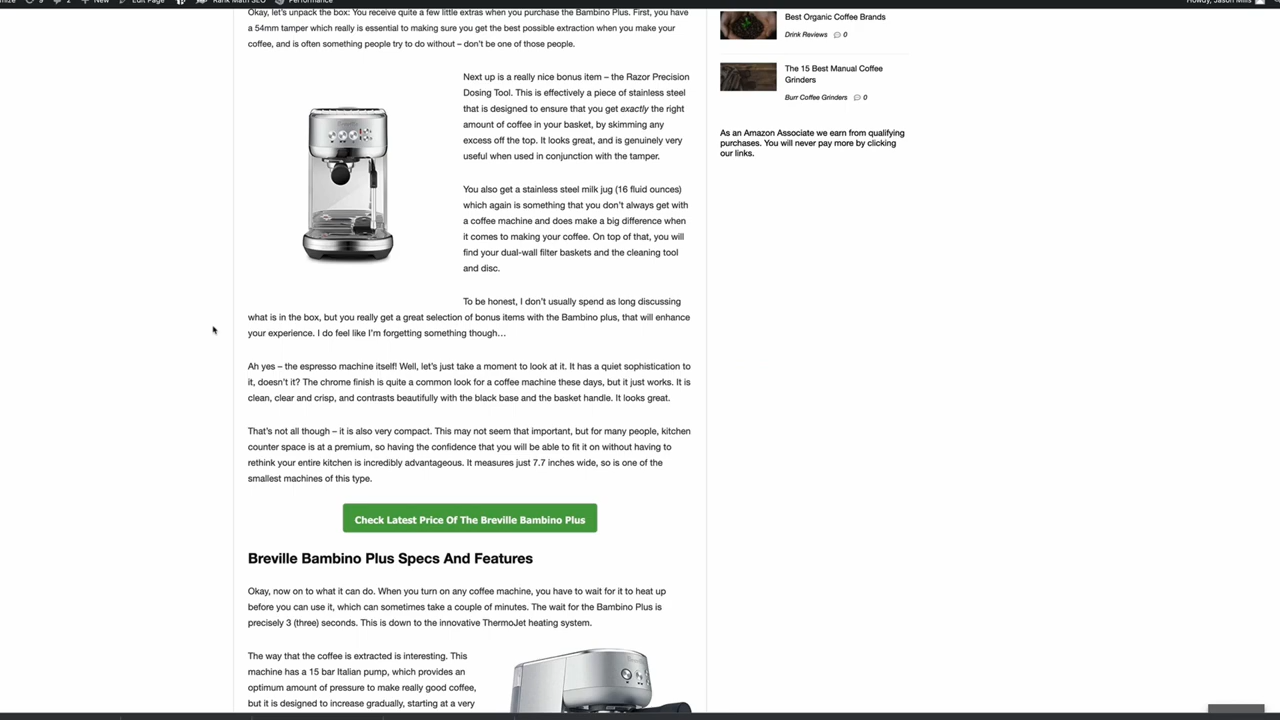 + New
Edit Page
Rank Math SEO
Performance
Howdy, Jason Mills
Okay, let's unpack the box: You receive quite a few little extras when you purchase the Bambino Plus. First, you have
a 54mm tamper which really is essential to making sure you get the best possible extraction when you make your
coffee, and is often something people try to do without – don't be one of those people.
Next up is a really nice bonus item – the Razor Precision
Dosing Tool. This is effectively a piece of stainless steel
that is designed to ensure that you get exactly the right
amount of coffee in your basket, by skimming any
excess off the top. It looks great, and is genuinely very
useful when used in conjunction with the tamper.
You also get a stainless steel milk jug (16 fluid ounces)
which again is something that you don't always get with
a coffee machine and does make a big difference when
it comes to making your coffee. On top of that, you will
find your dual-wall filter baskets and the cleaning tool
and disc.
To be honest, I don't usually spend as long discussing
what is in the box, but you really get a great selection of bonus items with the Bambino plus, that will enhance
your experience. I do feel like I'm forgetting something though…
Ah yes – the espresso machine itself! Well, let's just take a moment to look at it. It has a quiet sophistication to
it, doesn't it? The chrome finish is quite a common look for a coffee machine these days, but it just works. It is
clean, clear and crisp, and contrasts beautifully with the black base and the basket handle. It looks great.
That's not all though – it is also very compact. This may not seem that important, but for many people, kitchen
counter space is at a premium, so having the confidence that you will be able to fit it on without having to
rethink your entire kitchen is incredibly advantageous. It measures just 7.7 inches wide, so is one of the
smallest machines of this type.
Check Latest Price Of The Breville Bambino Plus
Breville Bambino Plus Specs And Features
Okay, now on to what it can do. When you turn on any coffee machine, you have to wait for it to heat up
before you can use it, which can sometimes take a couple of minutes. The wait for the Bambino Plus is
precisely 3 (three) seconds. This is down to the innovative ThermoJet heating system.
The way that the coffee is extracted is interesting. This
machine has a 15 bar Italian pump, which provides an
optimum amount of pressure to make really good coffee,
but it is designed to increase gradually, starting at a very
Best Organic Coffee Brands
Drink Reviews 0
The 15 Best Manual Coffee
Grinders
Burr Coffee Grinders 0
As an Amazon Associate we earn from qualifying
purchases. You will never pay more by clicking
our links.